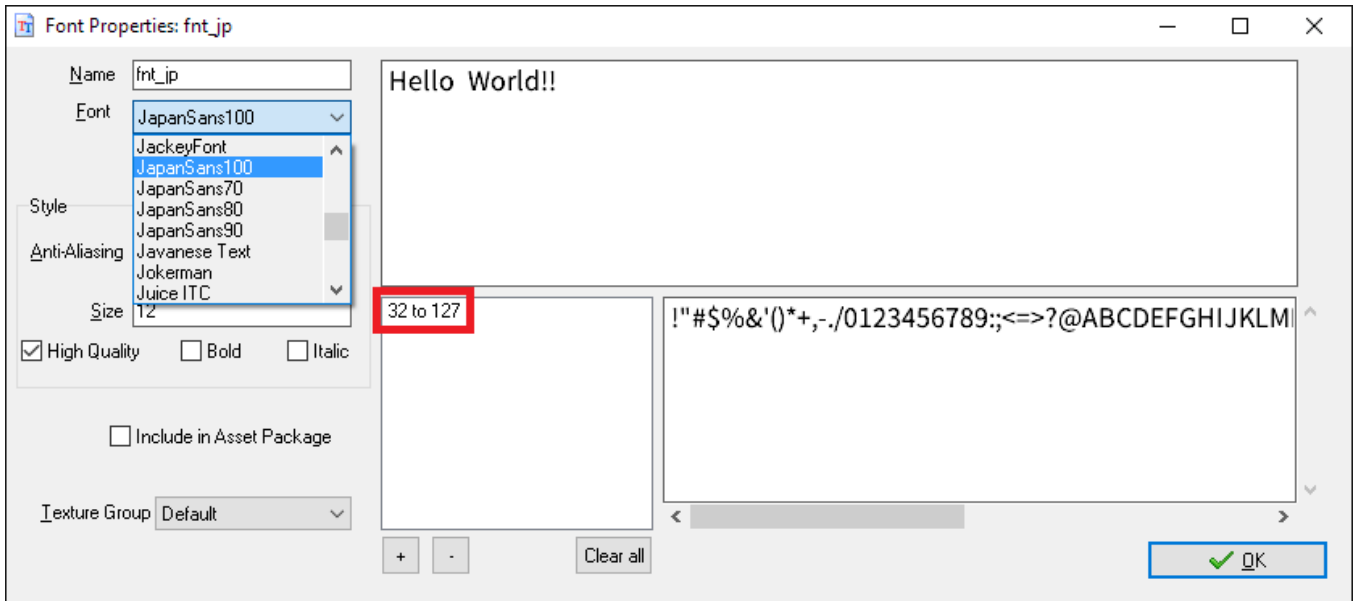 Font Properties: fnt_jp
Name fnt_jp
Hello World!!
Font JapanSans100
JackeyFont
JapanSans100
JapanSans70
JapanSans80
JapanSans90
Javanese Text
Jokerman
Juice ITC
Style
Anti-Aliasing
Size 12
32 to 127
!"#$%&'()*+,-./0123456789:;<=>?@ABCDEFGHIJKLM
High Quality Bold Italic
Include in Asset Package
Texture Group Default
+ - Clear all
OK